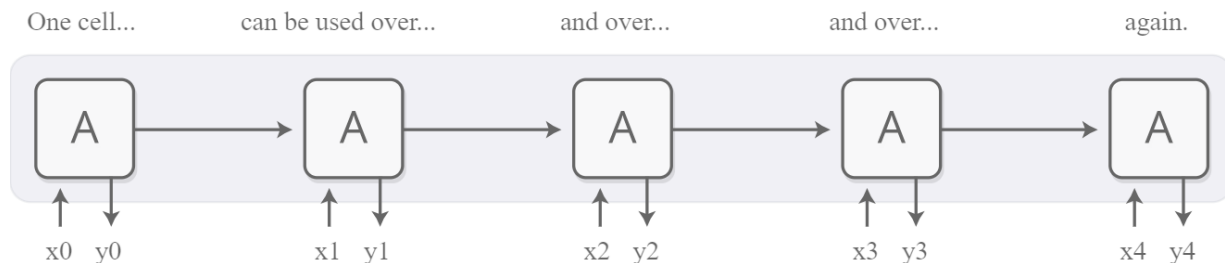 One cell... can be used over... and over... and over... again.
A A A A A
x0 y0 x1 y1 x2 y2 x3 y3 x4 y4